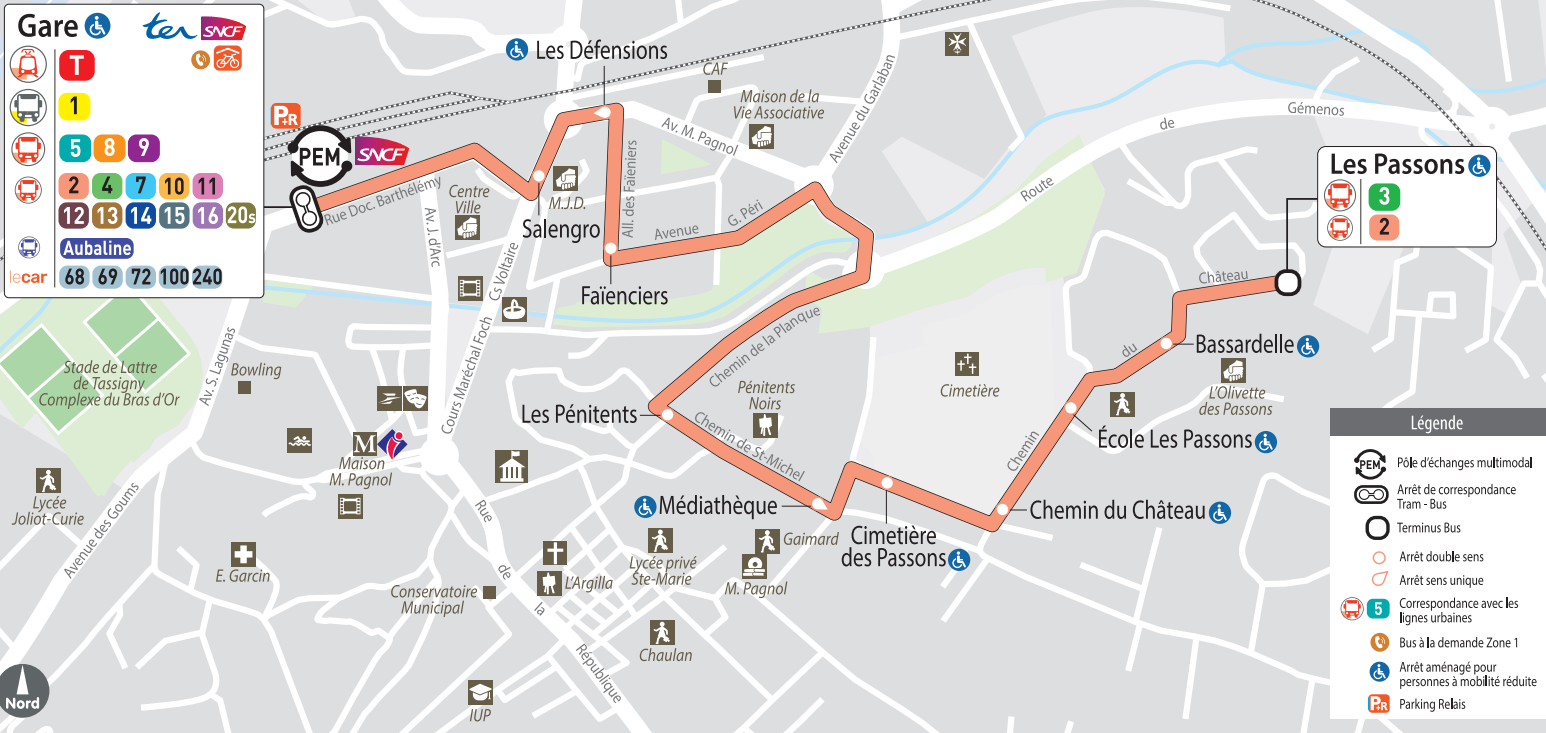 Gare
ter SNCF
T
1
5 8 9
2 4 7 10 11
12 13 14 15 16 20s
Aubaline
lecar 68 69 72 100 240
P+R
PEM SNCF
Rue Doc. Barthélémy
Les Défensions
CAF
Maison de la
Vie Associative
Av. M. Pagnol
Avenue du Garlaban
Route
de
Gémenos
Les Passons
3
2
Centre
Ville
M.J.D.
Salengro
All. des Faïenciers
Avenue
G. Péri
Av. J. d'Arc
Cs Voltaire
Faïenciers
Château
du
Chemin
Bassardelle
L'Olivette
des Passons
Stade de Lattre
de Tassigny
Complexe du Bras d'Or
Av. S. Lagunas
Bowling
Cours Maréchal Foch
Chemin de la Planque
Pénitents
Noirs
Cimetière
Les Pénitents
Chemin de St-Michel
École Les Passons
M
Maison
M. Pagnol
Lycée
Joliot-Curie
Avenue des Goums
Médiathèque
Chemin du Château
Gaimard
Cimetière
des Passons
Rue
de
la
République
E. Garcin
Conservatoire
Municipal
L'Argilla
Lycée privé
Ste-Marie
M. Pagnol
Chaulan
IUP
Nord
Légende
PEM Pôle d'échanges multimodal
Arrêt de correspondance
Tram - Bus
Terminus Bus
Arrêt double sens
Arrêt sens unique
5 Correspondance avec les
lignes urbaines
Bus à la demande Zone 1
Arrêt aménagé pour
personnes à mobilité réduite
P+R Parking Relais